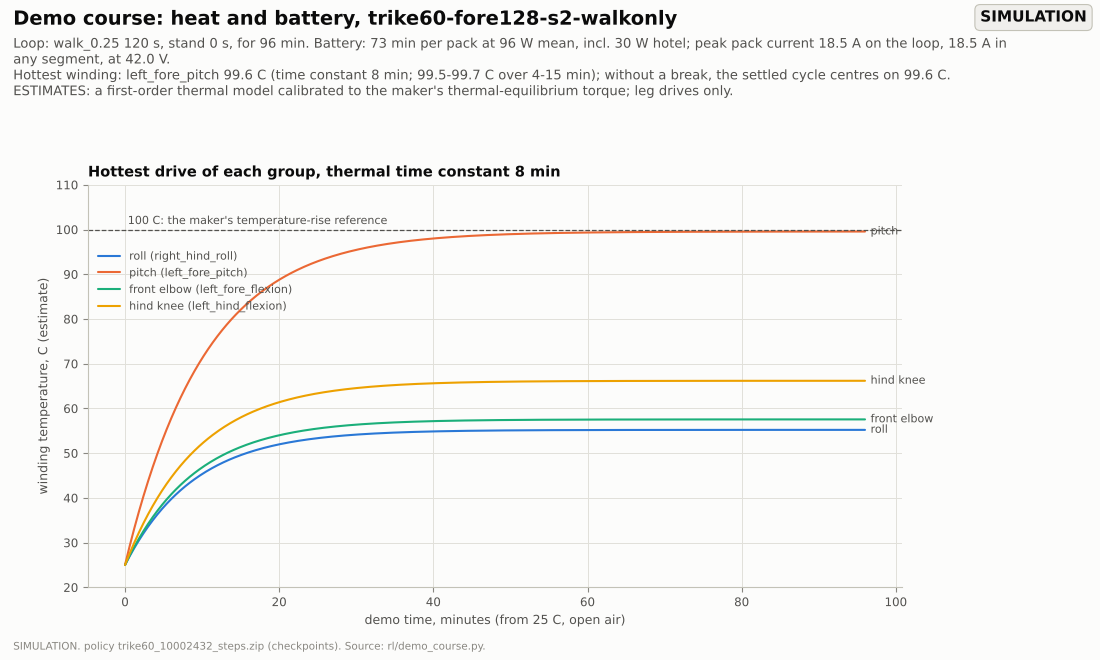 Demo course: heat and battery, trike60-fore128-s2-walkonly
SIMULATION
Loop: walk_0.25 120 s, stand 0 s, for 96 min. Battery: 73 min per pack at 96 W mean, incl. 30 W hotel; peak pack current 18.5 A on the loop, 18.5 A in
any segment, at 42.0 V.
Hottest winding: left_fore_pitch 99.6 C (time constant 8 min; 99.5-99.7 C over 4-15 min); without a break, the settled cycle centres on 99.6 C.
ESTIMATES: a first-order thermal model calibrated to the maker's thermal-equilibrium torque; leg drives only.
Hottest drive of each group, thermal time constant 8 min
110
100
90
80
70
60
50
40
30
20
winding temperature, C (estimate)
100 C: the maker's temperature-rise reference
roll (right_hind_roll)
pitch (left_fore_pitch)
front elbow (left_fore_flexion)
hind knee (left_hind_flexion)
pitch
hind knee
front elbow
roll
0
20
40
60
80
100
demo time, minutes (from 25 C, open air)
SIMULATION. policy trike60_10002432_steps.zip (checkpoints). Source: rl/demo_course.py.